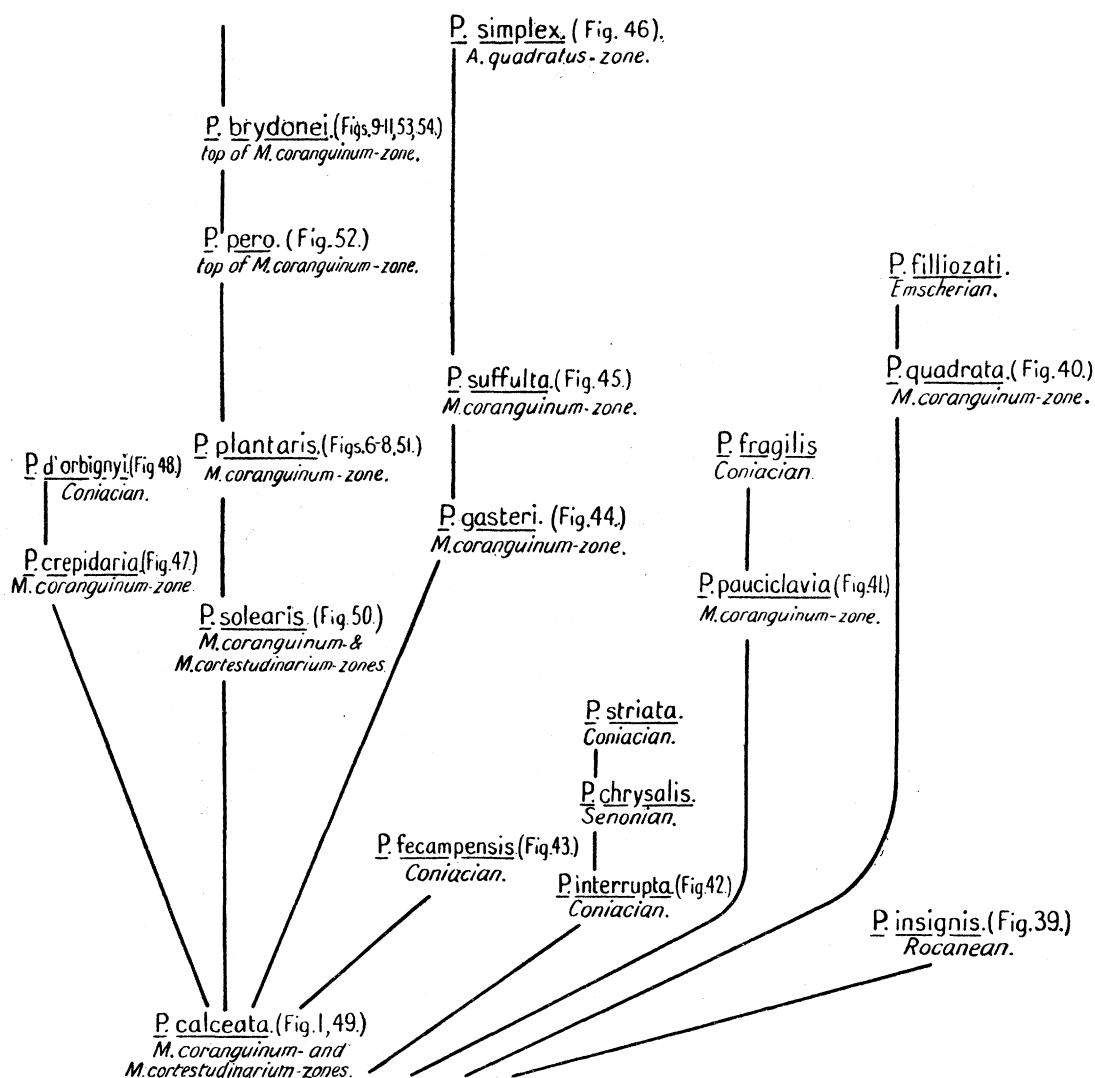 P. simplex. (Fig. 46).
A. quadratus-zone.
P. brydonei. (Figs. 9-11, 53, 54.)
top of M. coranguinum-zone.
P. pero. (Fig. 52.)
top of M. coranguinum-zone.
P. filliozati.
Emscherian.
P. suffulta. (Fig. 45.)
M. coranguinum-zone.
P. quadrata. (Fig. 40.)
M. coranguinum-zone.
P. plantaris. (Figs. 6-8, 51.)
M. coranguinum-zone.
P. fragilis
Coniacian.
P. d'orbignyi. (Fig 48.)
Coniacian.
P. gasteri. (Fig. 44.)
M. coranguinum-zone.
P. crepidaria. (Fig. 47.)
M. coranguinum-zone.
P. pauciclavia (Fig. 41.)
M. coranguinum-zone.
P. solearis. (Fig. 50.)
M. coranguinum- &
M. cortestudinarium-zones
P. striata.
Coniacian.
P. chrysalis.
Senonian.
P. fecampensis. (Fig. 43.)
Coniacian.
P. interrupta (Fig. 42.)
Coniacian.
P. insignis. (Fig. 39.)
Rocanean.
P. calceata. (Fig. 1, 49.)
M. coranguinum- and
M. cortestudinarium-zones.